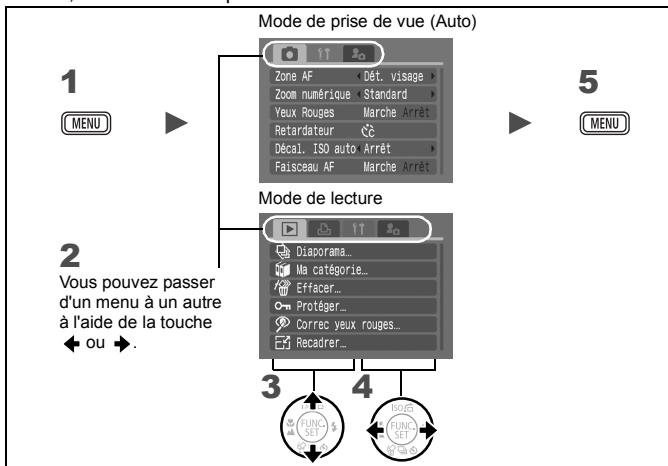 Mode de prise de vue (Auto)
1
MENU
Zone AF Dét. visage
Zoom numérique Standard
Yeux Rouges Marche Arrêt
Retardateur
Décal. ISO auto Arrêt
Faisceau AF Marche Arrêt
5
MENU
Mode de lecture
2
Vous pouvez passer
d'un menu à un autre
à l'aide de la touche
← ou →.
Diaporama...
Ma catégorie...
Effacer...
Protéger...
Correc yeux rouges...
Recadrer...
3
4
FUNC.
SET
ISO
FUNC.
SET